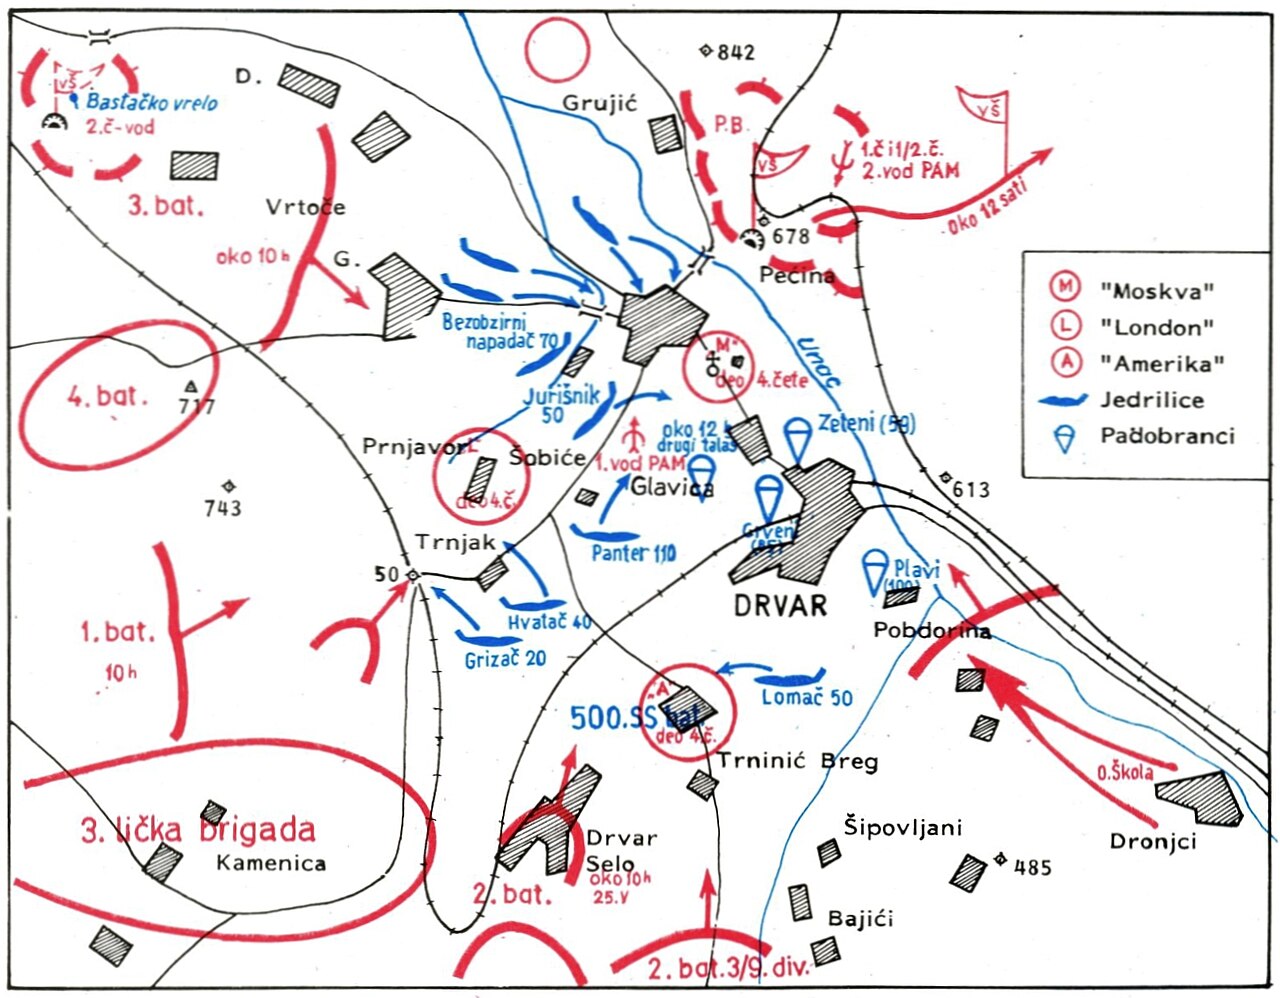 842
D.
Grujić
VŠ
Bastačko vrelo
2.č-vod
P.B.
VŠ
VŠ
1.č i 1/2.č.
2.vod PAM
3. bat.
Vrtoče
oko 12 sati
678
Pećina
oko 10 h
G.
M "Moskva"
L "London"
A "Amerika"
Jedrilice
Padobranci
Bezobzirni
napadač 70
Unac
"M"
deo 4.čete
4. bat.
717
Jurišnik
50
oko 12 h
drugi talas
Zeteni (59)
Prnjavor
"L"
Šobiće
1.vod PAM
Glavica
deo 4.č.
743
613
Trnjak
Panter 110
Grveni
50
Plavi
(100)
DRVAR
Hvatač 40
Pobdorina
1. bat.
10h
Grizač 20
"A"
Lomač 50
500.SS bat.
deo 4.č.
Trninić Breg
O.Škola
3. lička brigada
Kamenica
Drvar
Selo
oko 10h
25.V
2. bat.
Šipovljani
Dronjci
485
Bajići
2. bat.3/9. div.